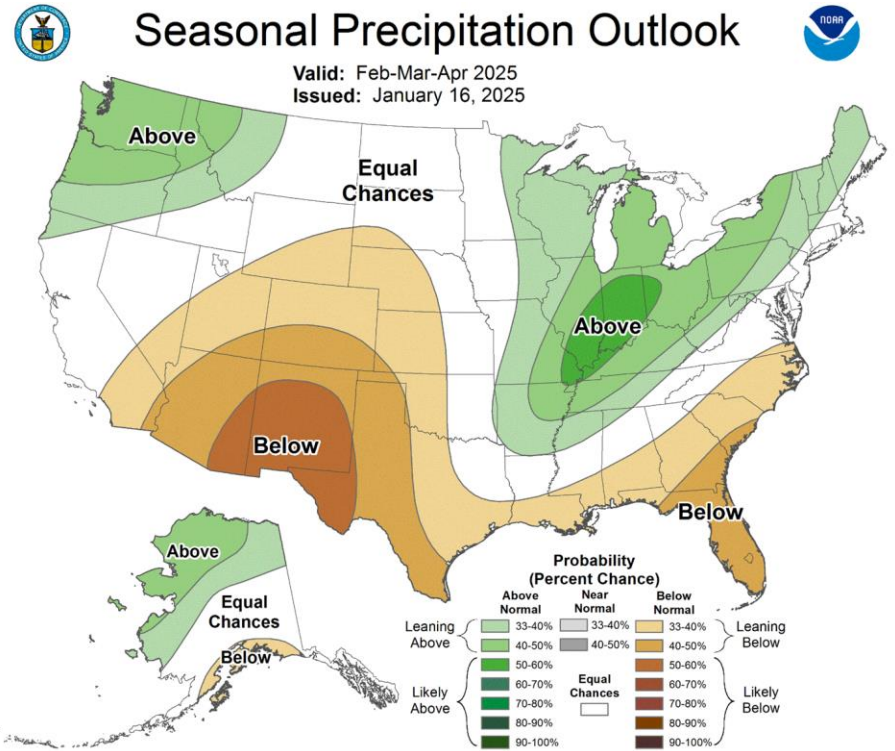 Seasonal Precipitation Outlook
NOAA
Valid: Feb-Mar-Apr 2025
Issued: January 16, 2025
Above
Equal
Chances
Above
Below
Below
Above
Equal
Chances
Below
Probability
(Percent Chance)
Above Normal
Near Normal
Below Normal
Leaning Above
33-40%
33-40%
33-40%
Leaning Below
40-50%
40-50%
40-50%
Likely Above
50-60%
50-60%
Likely Below
60-70%
60-70%
Equal Chances
70-80%
70-80%
80-90%
80-90%
90-100%
90-100%